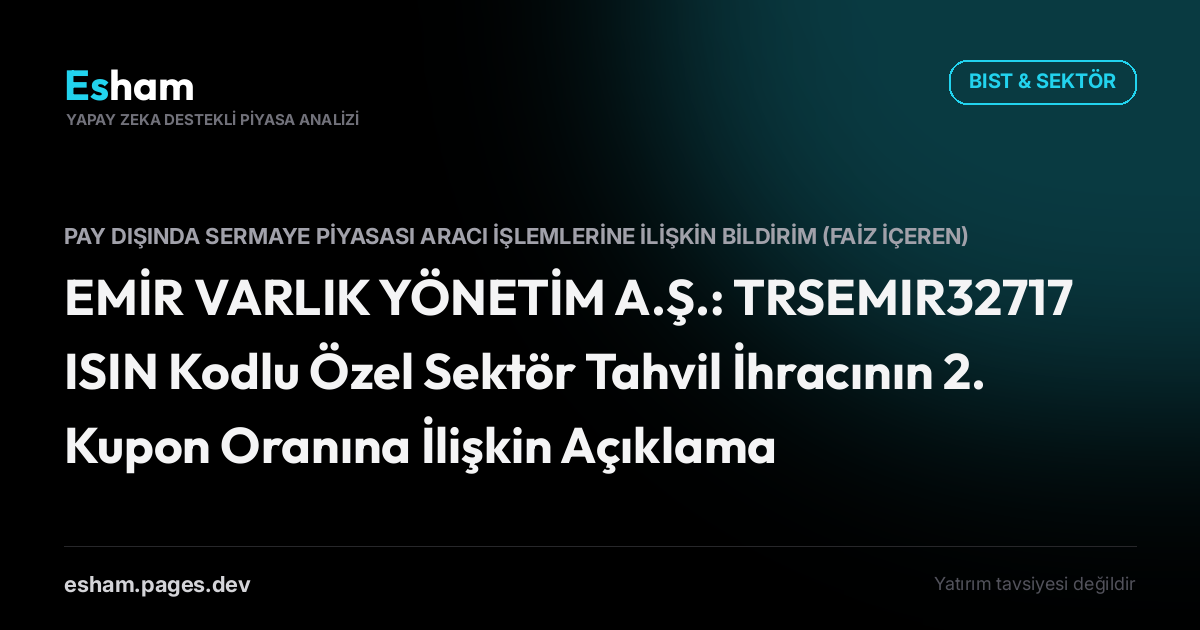 Esham
BIST & SEKTÖR
YAPAY ZEKA DESTEKLİ PİYASA ANALİZİ
PAY DIŞINDA SERMAYE PİYASASI ARACI İŞLEMLERİNE İLİŞKİN BİLDİRİM (FAİZ İÇEREN)
EMİR VARLIK YÖNETİM A.Ş.: TRSEMIR32717
ISIN Kodlu Özel Sektör Tahvil İhracının 2.
Kupon Oranına İlişkin Açıklama
esham.pages.dev
Yatırım tavsiyesi değildir